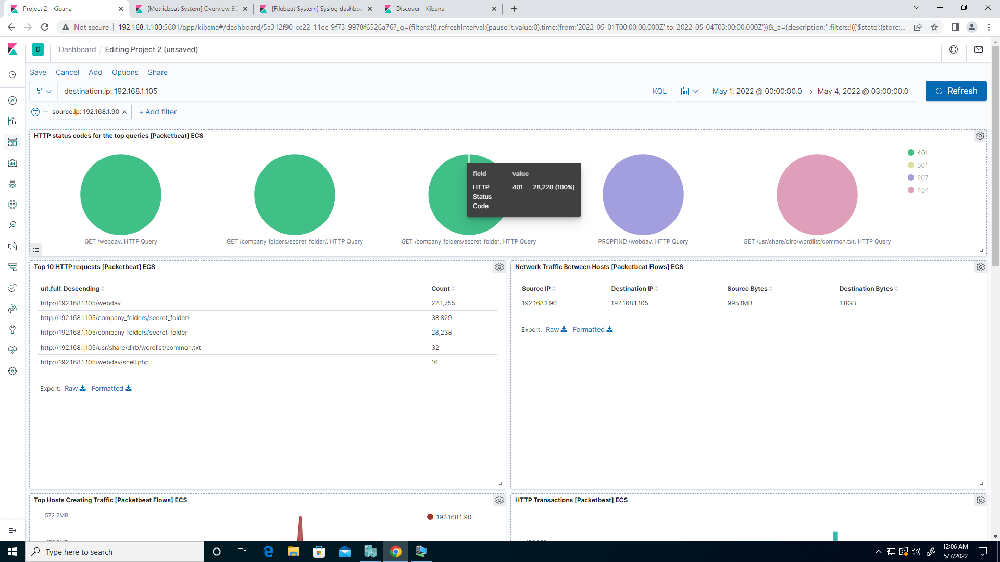 Project 2 - Kibana
[Metricbeat System] Overview EC
[Filebeat System] Syslog dashboa
Discover - Kibana
Not secure
192.168.1.100:5601/app/kibana#/dashboard/5a312f90-cc22-11ec-9f73-9978f6526a76?_g=(filters:!(),refreshInterval:(pause:!t,value:0),time:(from:'2022-05-01T00:00:00.000Z',to:'2022-05-04T03:00:00.000Z'))&_a=(description:'',filters:!(('$state':(store:...
D
Dashboard / Editing Project 2 (unsaved)
Save Cancel Add Options Share
destination.ip: 192.168.1.105
KQL
May 1, 2022 @ 00:00:00.0 → May 4, 2022 @ 03:00:00.0
Refresh
source.ip: 192.168.1.90 ×
+ Add filter
HTTP status codes for the top queries [Packetbeat] ECS
401
301
207
404
field value
HTTP Status Code 401 28,228 (100%)
GET /webdav: HTTP Query
GET /company_folders/secret_folder/: HTTP Query
GET /company_folders/secret_folder: HTTP Query
PROPFIND /webdav: HTTP Query
GET /usr/share/dirb/wordlist/common.txt: HTTP Query
Top 10 HTTP requests [Packetbeat] ECS
url.full: Descending Count
http://192.168.1.105/webdav 223,755
http://192.168.1.105/company_folders/secret_folder/ 38,829
http://192.168.1.105/company_folders/secret_folder 28,238
http://192.168.1.105/usr/share/dirb/wordlist/common.txt 32
http://192.168.1.105/webdav/shell.php 16
Export: Raw Formatted
Network Traffic Between Hosts [Packetbeat Flows] ECS
Source IP Destination IP Source Bytes Destination Bytes
192.168.1.90 192.168.1.105 995.1MB 1.8GB
Export: Raw Formatted
Top Hosts Creating Traffic [Packetbeat Flows] ECS
572.2MB
192.168.1.90
HTTP Transactions [Packetbeat] ECS
Type here to search
12:06 AM
5/7/2022